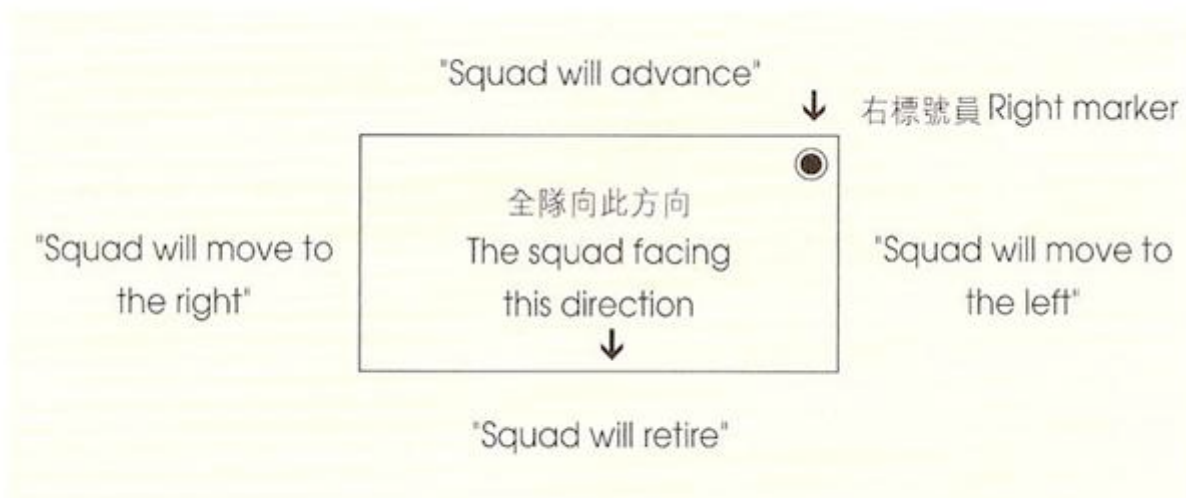 "Squad will advance"
右標號員 Right marker
全隊向此方向
The squad facing
this direction
"Squad will move to
the right"
"Squad will move to
the left"
"Squad will retire"